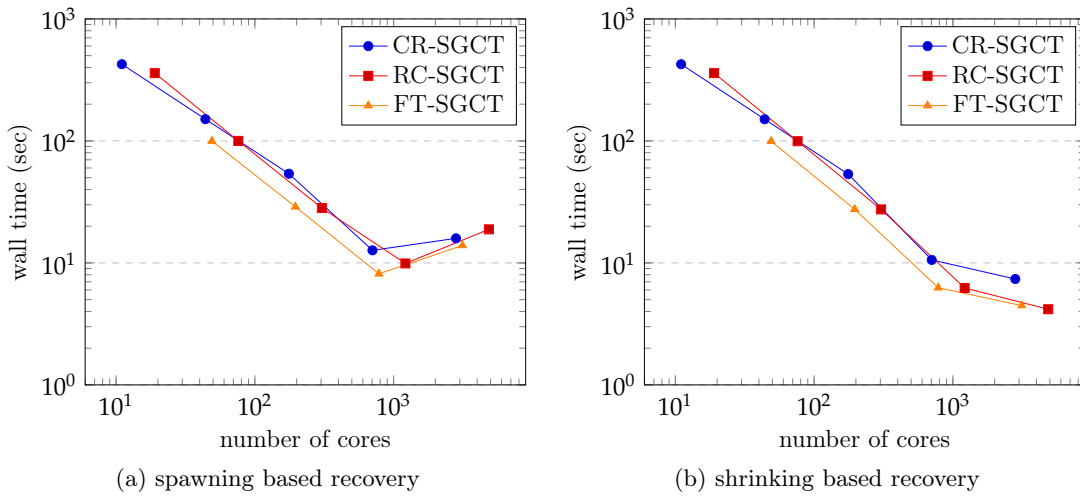 10^3
10^2
10^1
10^0
wall time (sec)
10^1
10^2
10^3
number of cores
CR-SGCT
RC-SGCT
FT-SGCT
(a) spawning based recovery
10^3
10^2
10^1
10^0
wall time (sec)
10^1
10^2
10^3
number of cores
CR-SGCT
RC-SGCT
FT-SGCT
(b) shrinking based recovery